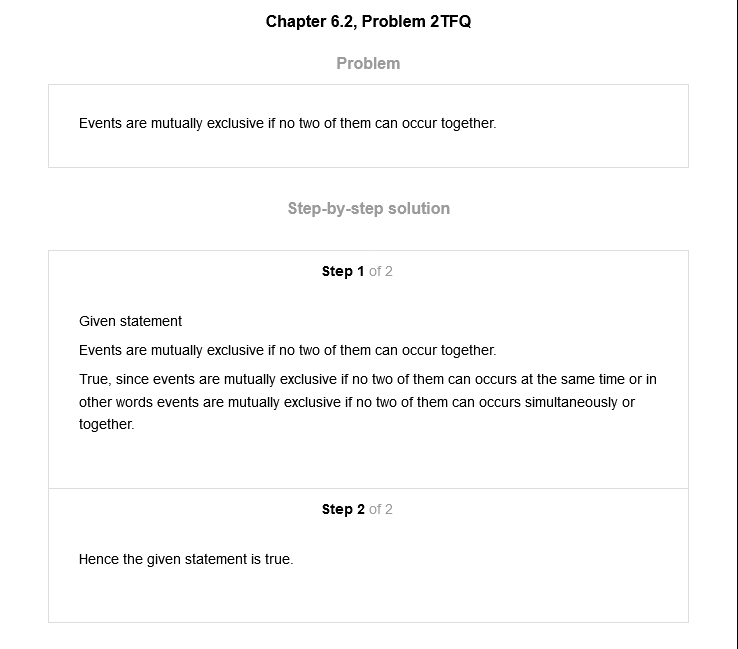 Chapter 6.2, Problem 2TFQ
Problem
Events are mutually exclusive if no two of them can occur together.
Step-by-step solution
Step 1 of 2
Given statement
Events are mutually exclusive if no two of them can occur together.
True, since events are mutually exclusive if no two of them can occurs at the same time or in
other words events are mutually exclusive if no two of them can occurs simultaneously or
together.
Step 2 of 2
Hence the given statement is true.